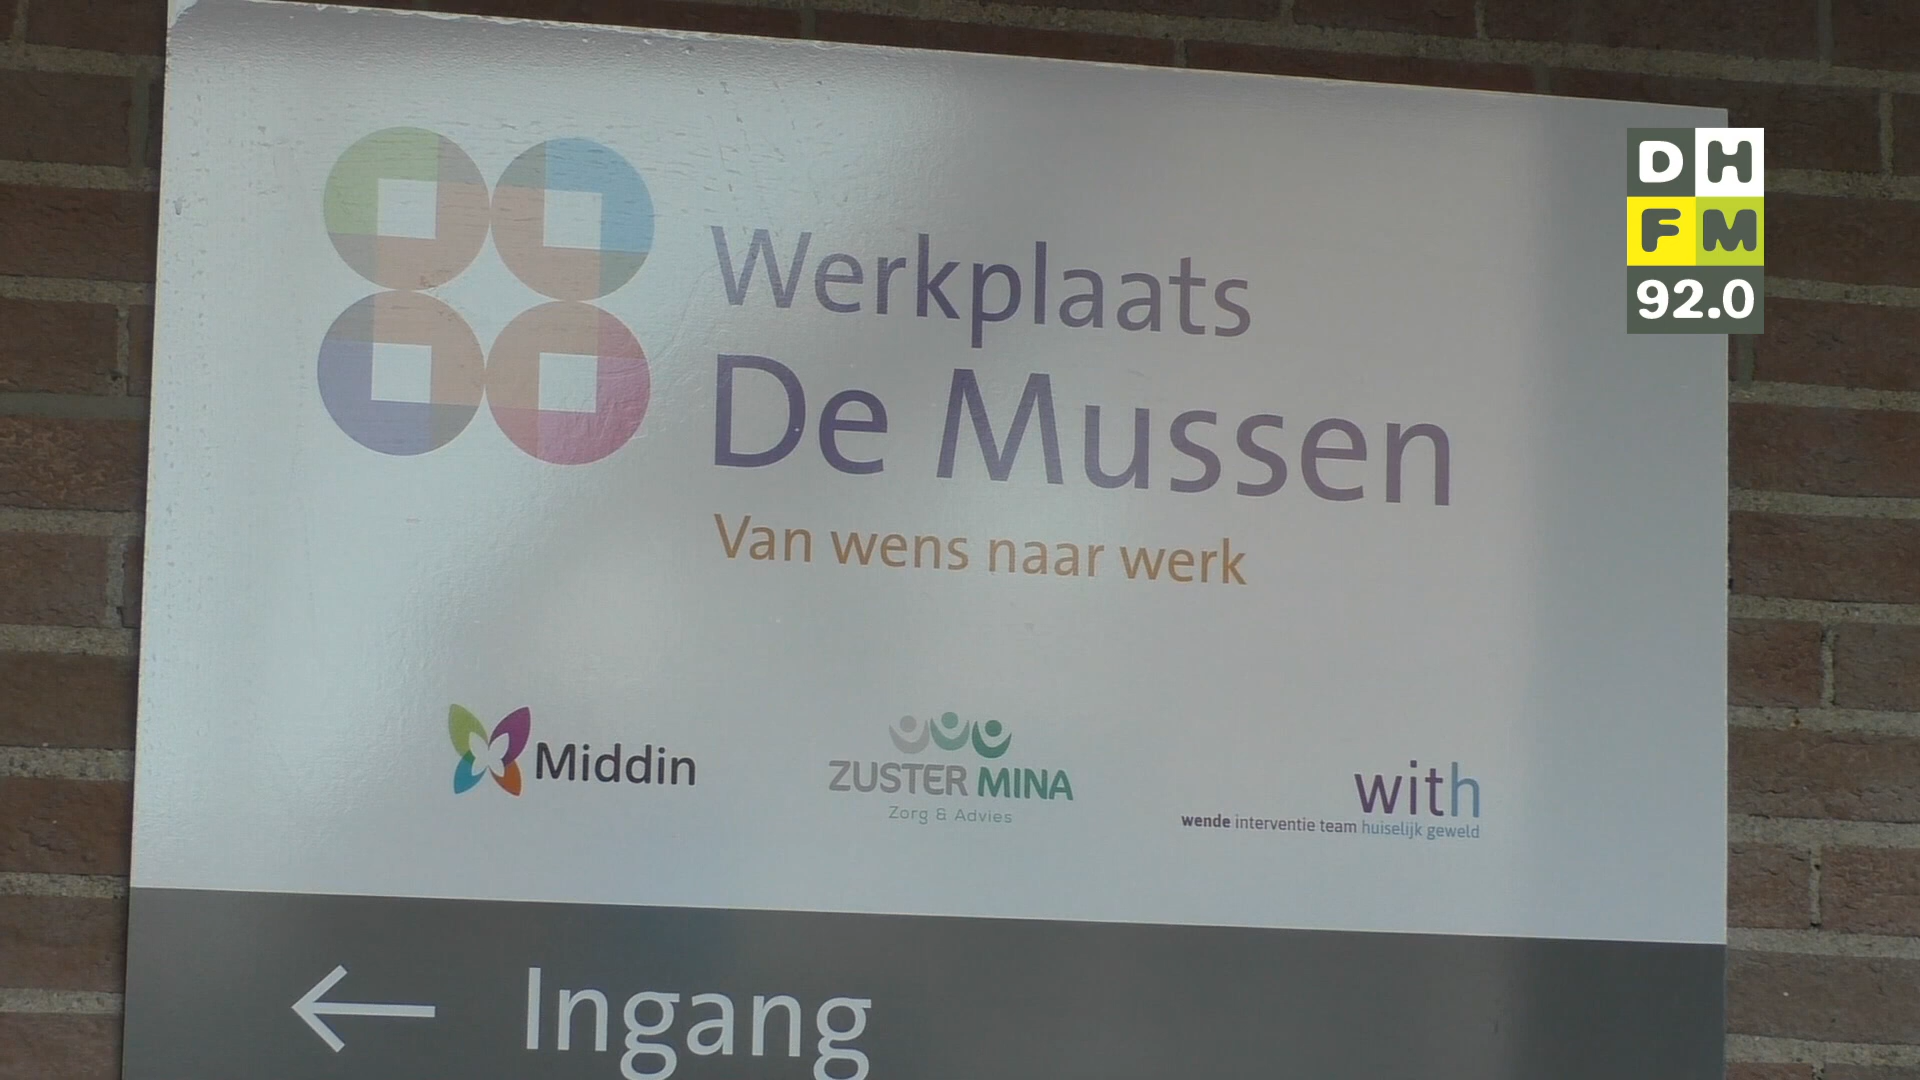 DH
FM
92.0
Werkplaats
De Mussen
Van wens naar werk
Middin
ZUSTER MINA
Zorg & Advies
with
wende interventie team huiselijk geweld
← Ingang